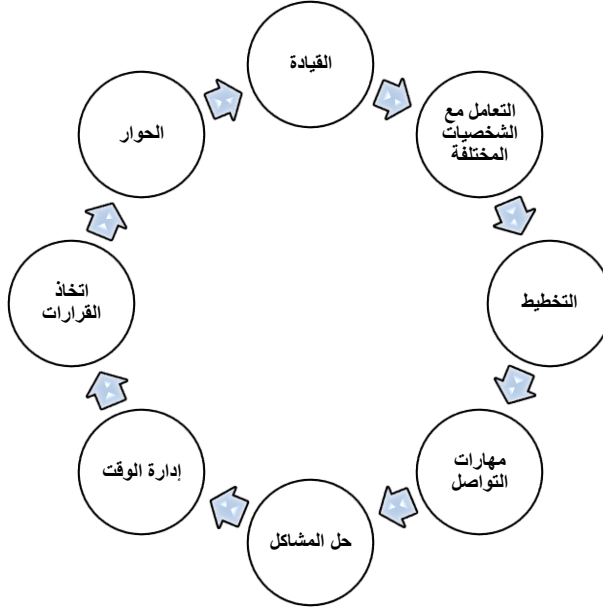 القيادة
التعامل مع
الشخصيات
المختلفة
التخطيط
مهارات
التواصل
حل المشاكل
إدارة الوقت
اتخاذ
القرارات
الحوار